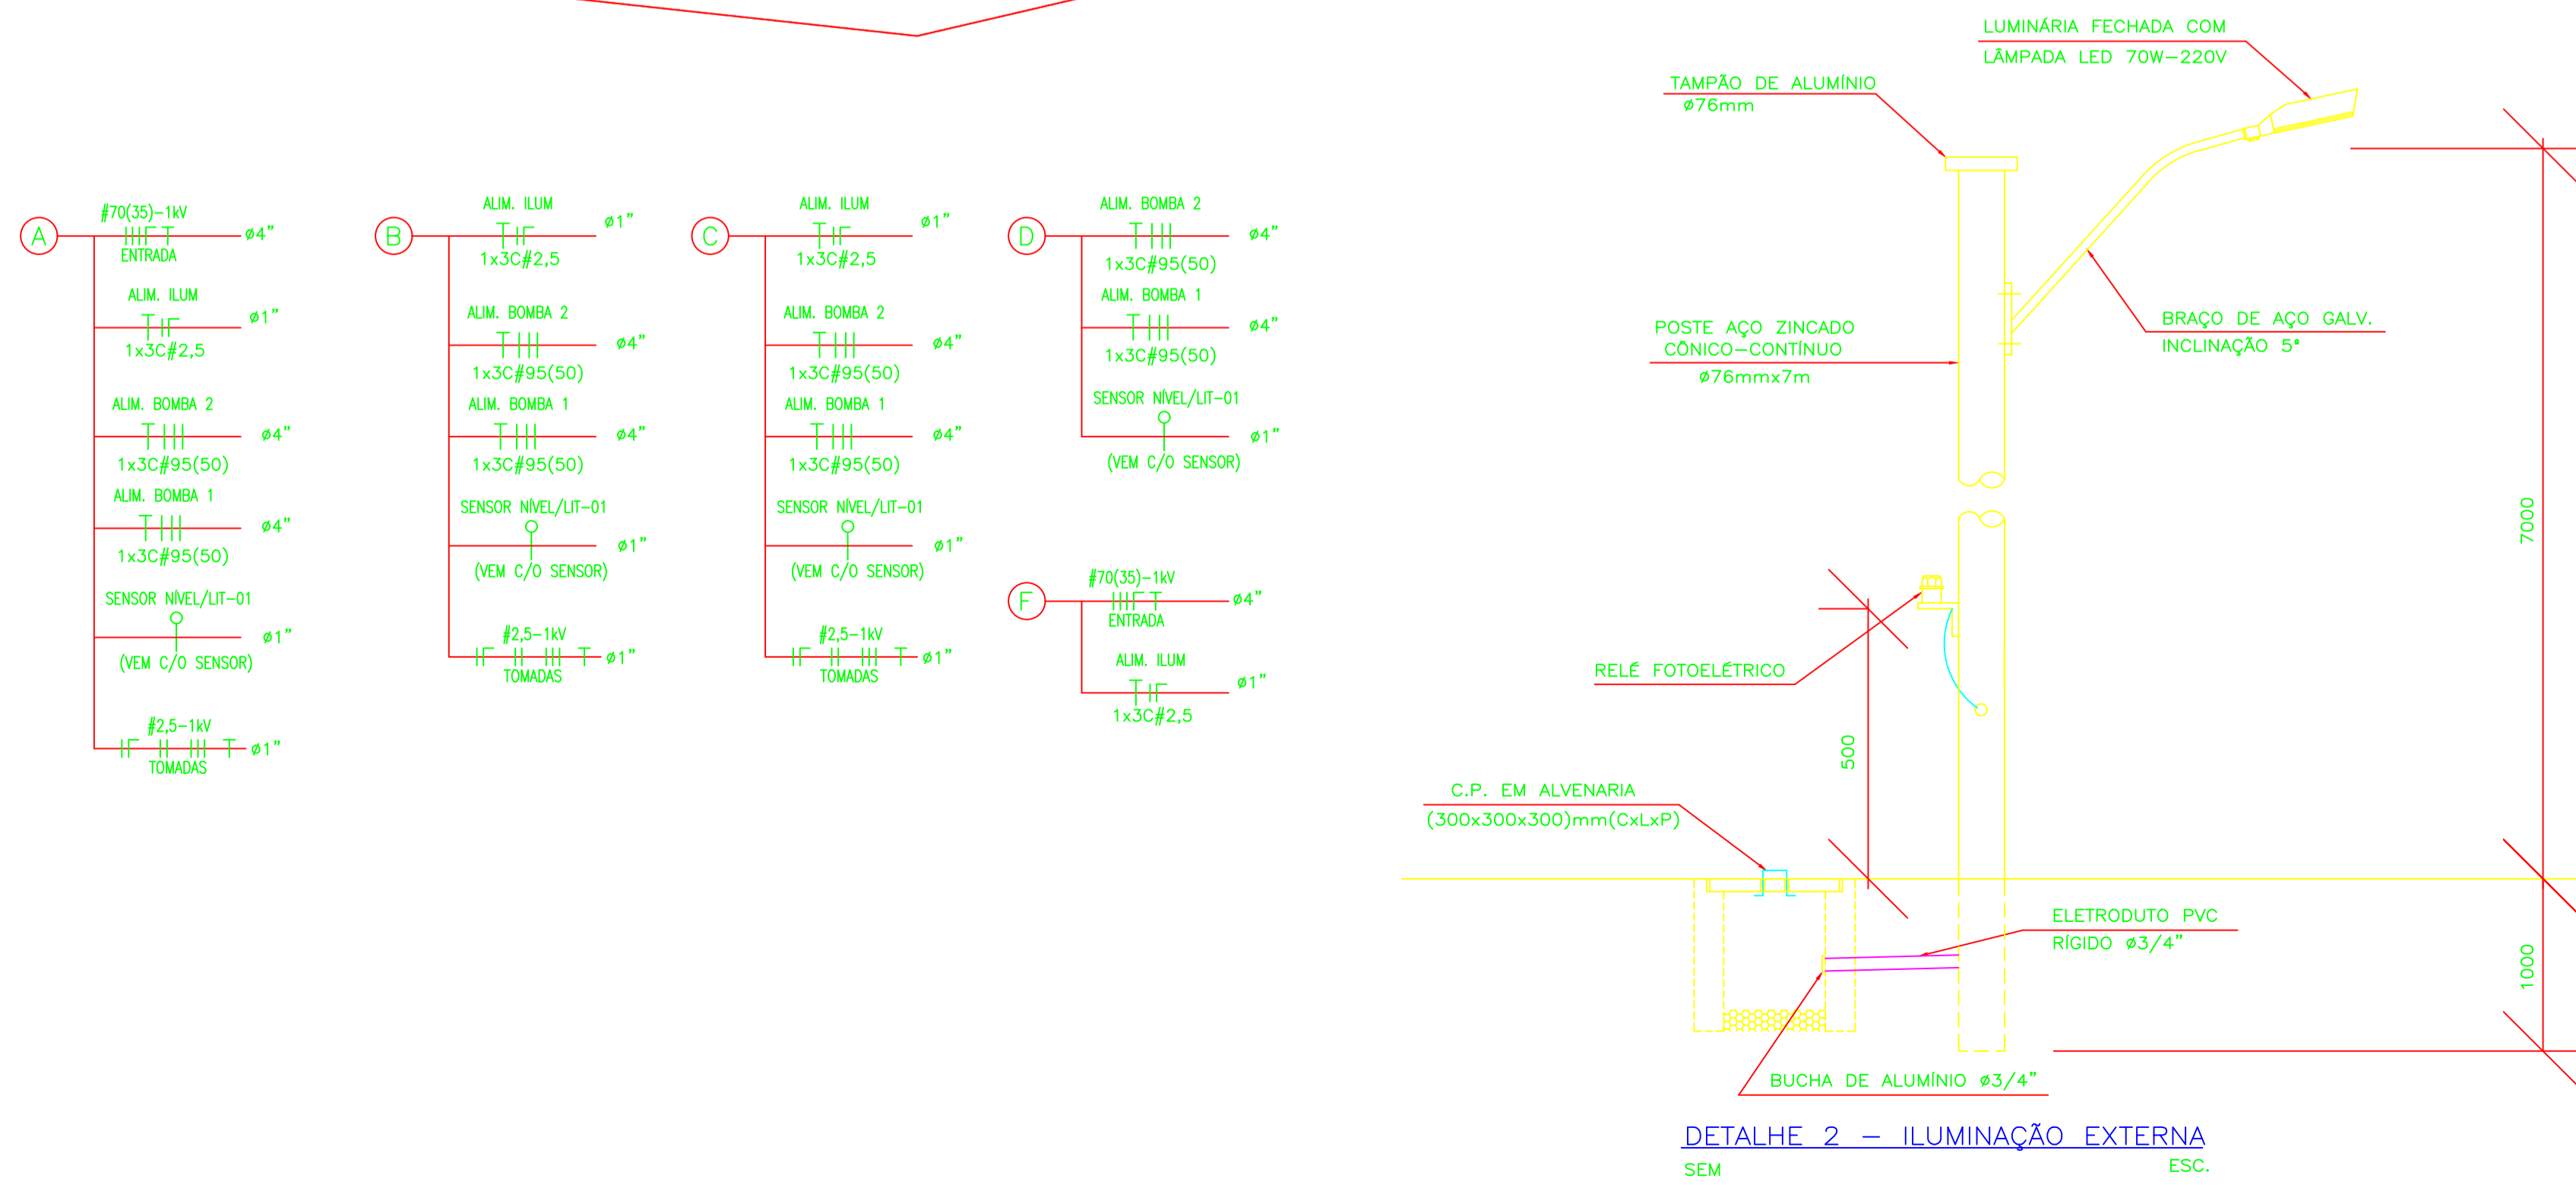 A
#70(35)-1kV
ø4"
ENTRADA
ALIM. ILUM
ø1"
1x3C#2,5
ALIM. BOMBA 2
ø4"
1x3C#95(50)
ALIM. BOMBA 1
ø4"
1x3C#95(50)
SENSOR NÍVEL/LIT-01
ø1"
(VEM C/O SENSOR)
#2,5-1kV
ø1"
TOMADAS
B
ALIM. ILUM
ø1"
1x3C#2,5
ALIM. BOMBA 2
ø4"
1x3C#95(50)
ALIM. BOMBA 1
ø4"
1x3C#95(50)
SENSOR NÍVEL/LIT-01
ø1"
(VEM C/O SENSOR)
#2,5-1kV
ø1"
TOMADAS
C
ALIM. ILUM
ø1"
1x3C#2,5
ALIM. BOMBA 2
ø4"
1x3C#95(50)
ALIM. BOMBA 1
ø4"
1x3C#95(50)
SENSOR NÍVEL/LIT-01
ø1"
(VEM C/O SENSOR)
#2,5-1kV
ø1"
TOMADAS
D
ALIM. BOMBA 2
ø4"
1x3C#95(50)
ALIM. BOMBA 1
ø4"
1x3C#95(50)
SENSOR NÍVEL/LIT-01
ø1"
(VEM C/O SENSOR)
F
#70(35)-1kV
ø4"
ENTRADA
ALIM. ILUM
ø1"
1x3C#2,5
LUMINÁRIA FECHADA COM
LÂMPADA LED 70W-220V
TAMPÃO DE ALUMÍNIO
ø76mm
POSTE AÇO ZINCADO
CÔNICO-CONTÍNUO
ø76mmx7m
BRAÇO DE AÇO GALV.
INCLINAÇÃO 5°
7000
RELÉ FOTOELÉTRICO
500
C.P. EM ALVENARIA
(300x300x300)mm(CxLxP)
ELETRODUTO PVC
RÍGIDO ø3/4"
1000
BUCHA DE ALUMÍNIO ø3/4"
DETALHE 2 - ILUMINAÇÃO EXTERNA
SEM ESC.